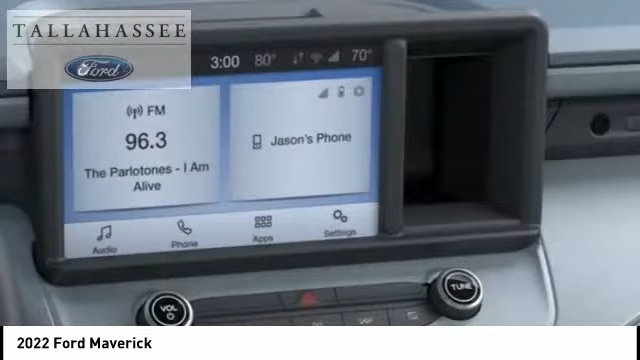 TALLAHASSEE
Ford
3:00 80° 70°
FM
96.3
The Parlotones - I Am
Alive
Jason's Phone
Audio Phone Apps Settings
VOL
TUNE
2022 Ford Maverick